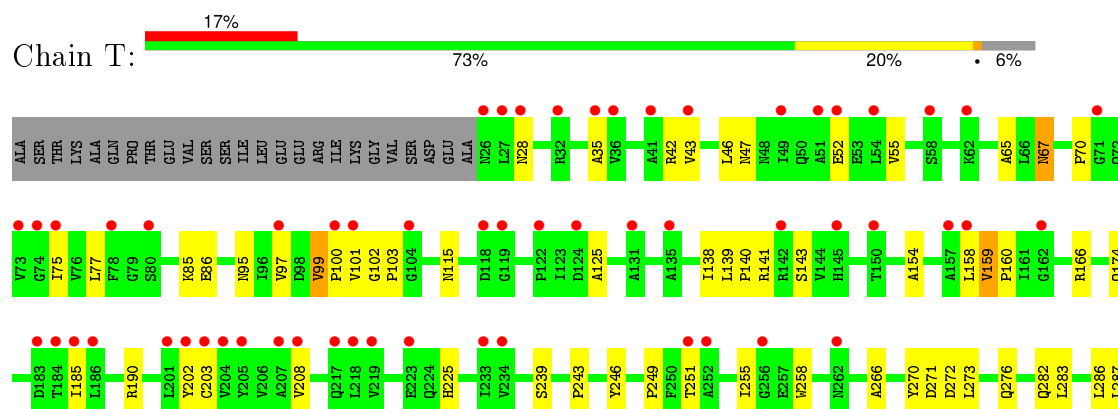 17%
Chain T:
73% 20% • 6%
ALA SER THR LYS ALA GLN PRO THR GLU VAL SER SER ILE LEU GLU GLU ARG ILE LYS GLY VAL SER ASP GLU ALA N26 L27 N28 R32 A35 V36 A41 R42 V43 L46 N47 N48 I49 Q50 A51 E52 E53 L54 V55 S58 K62 A65 L66 N67 P70 G71
V73 G74 I75 V76 L77 F78 G79 S80 K85 E86 N95 I96 V97 D98 V99 P100 V101 G102 P103 G104 N115 D118 G119 P122 I123 D124 A125 A131 A135 I138 L139 P140 R141 R142 S143 V144 H145 T150 A154 A157 L158 V159 P160 I161 G162 R166
D183 T184 I185 L186 R190 L201 Y202 C203 V204 Y205 V206 A207 V208 Q217 L218 V219 E223 Q224 H225 I233 V234 S239 P243 Y246 P249 F250 T251 A252 I255 G256 E257 W258 N262 A266 Y270 D271 D272 L273 Q276 Q282 L283 L286